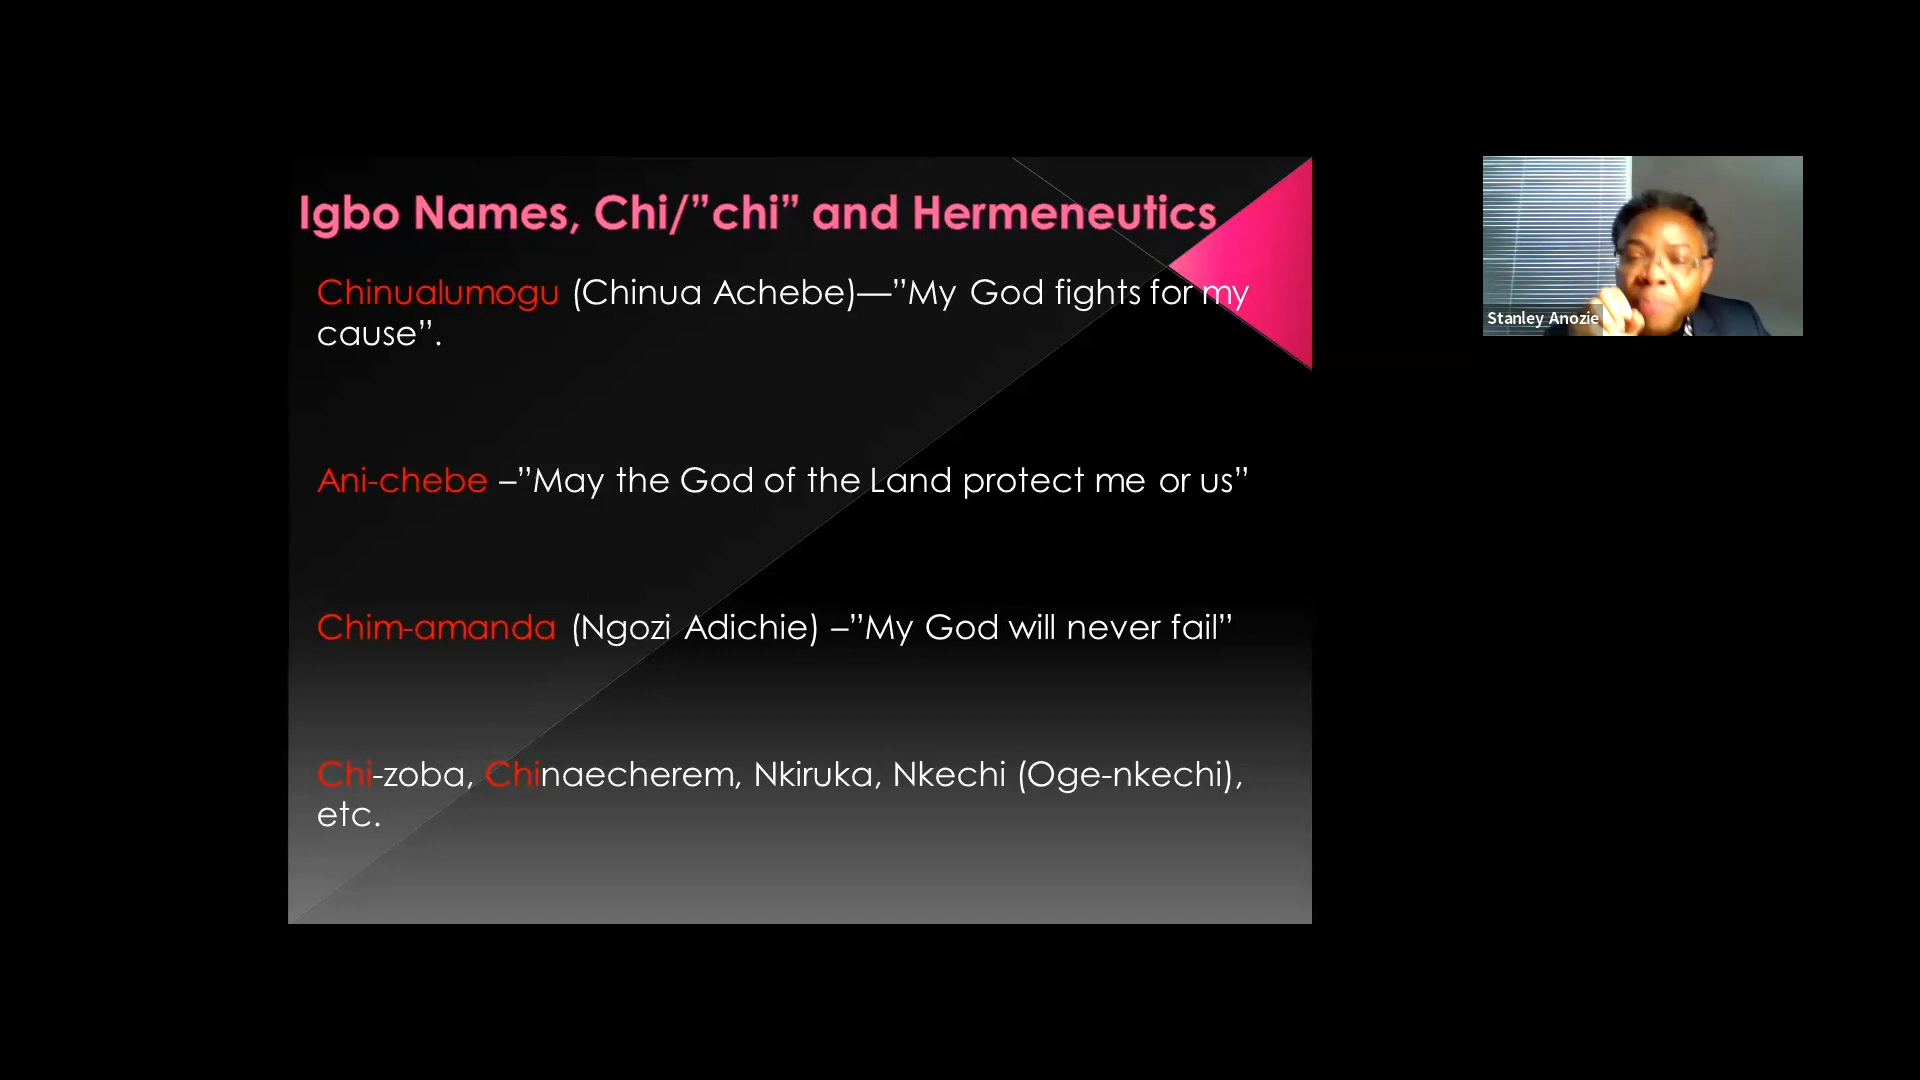 Igbo Names, Chi/”chi” and Hermeneutics
Chinualumogu (Chinua Achebe)—”My God fights for my
cause”.
Ani-chebe –”May the God of the Land protect me or us”
Chim-amanda (Ngozi Adichie) –”My God will never fail”
Chi-zoba, Chinaecherem, Nkiruka, Nkechi (Oge-nkechi),
etc.
Stanley Anozie